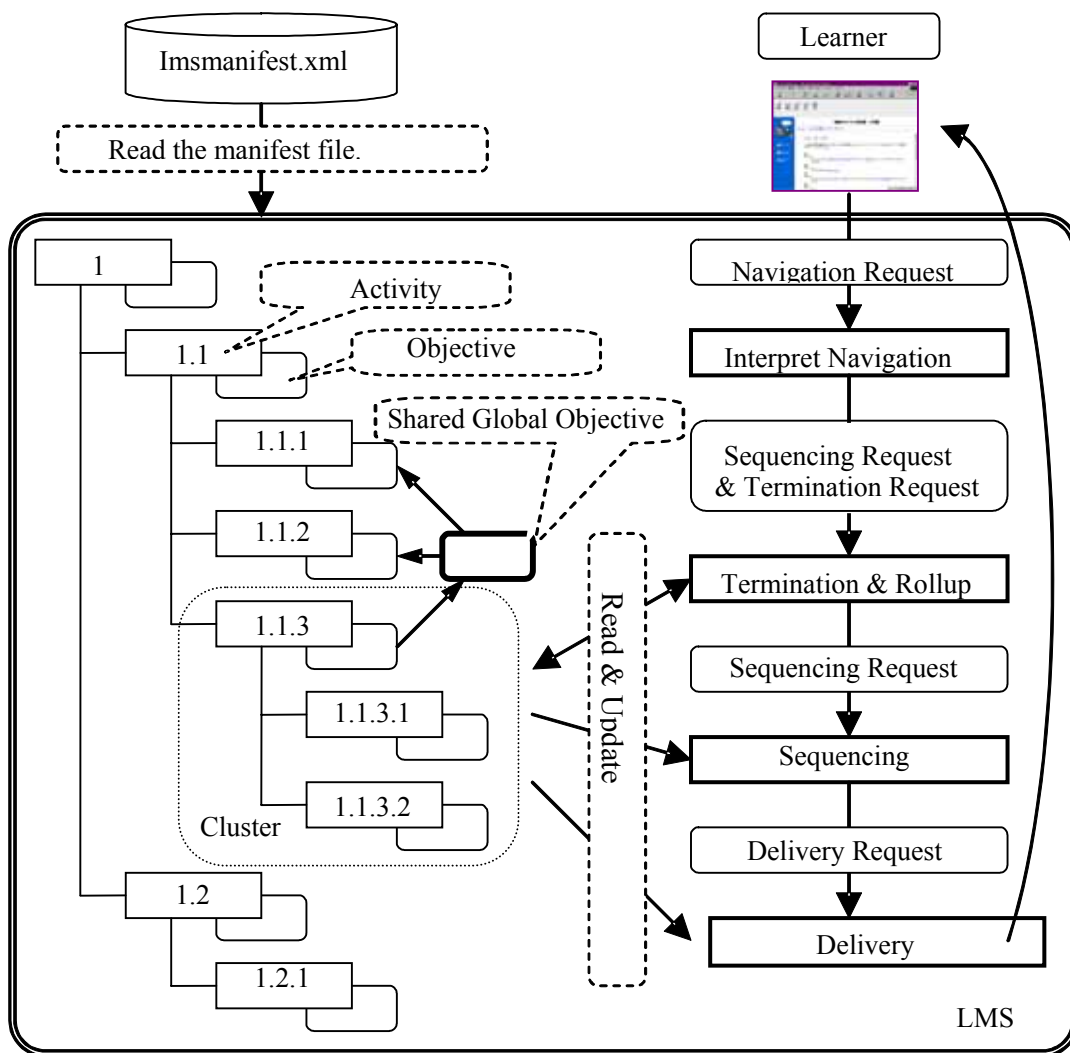 Imsmanifest.xml
Learner
Read the manifest file.
1
Activity
1.1
Objective
Shared Global Objective
1.1.1
1.1.2
1.1.3
1.1.3.1
1.1.3.2
Cluster
1.2
1.2.1
Read & Update
Navigation Request
Interpret Navigation
Sequencing Request
& Termination Request
Termination & Rollup
Sequencing Request
Sequencing
Delivery Request
Delivery
LMS